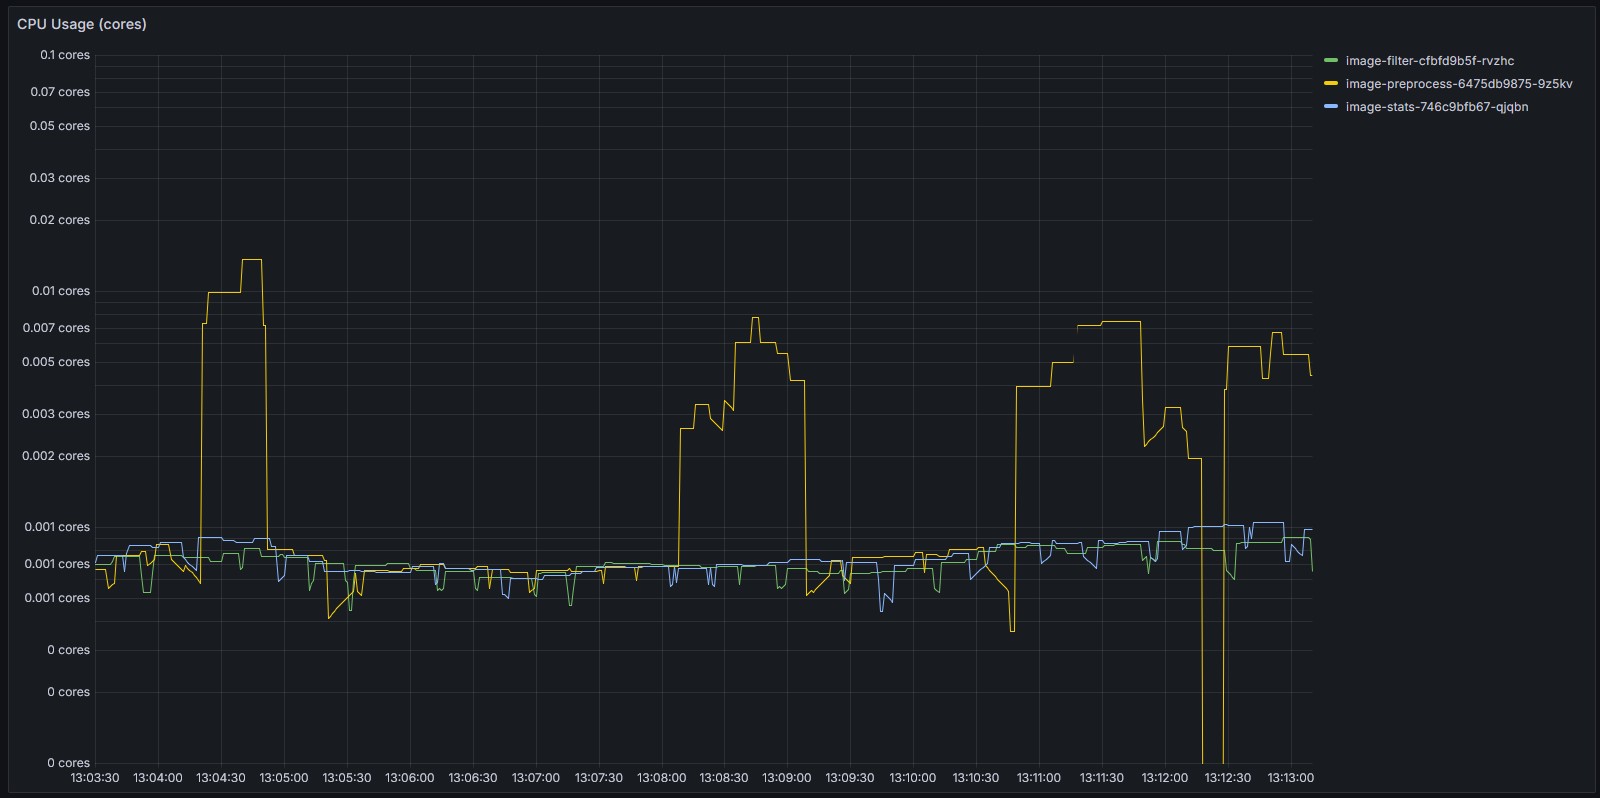 CPU Usage (cores)
0.1 cores
0.07 cores
0.05 cores
0.03 cores
0.02 cores
0.01 cores
0.007 cores
0.005 cores
0.003 cores
0.002 cores
0.001 cores
0.001 cores
0.001 cores
0 cores
0 cores
0 cores
13:03:30 13:04:00 13:04:30 13:05:00 13:05:30 13:06:00 13:06:30 13:07:00 13:07:30 13:08:00 13:08:30 13:09:00 13:09:30 13:10:00 13:10:30 13:11:00 13:11:30 13:12:00 13:12:30 13:13:00
image-filter-cfbfd9b5f-rvzhc
image-preprocess-6475db9875-9z5kv
image-stats-746c9bfb67-qjqbn